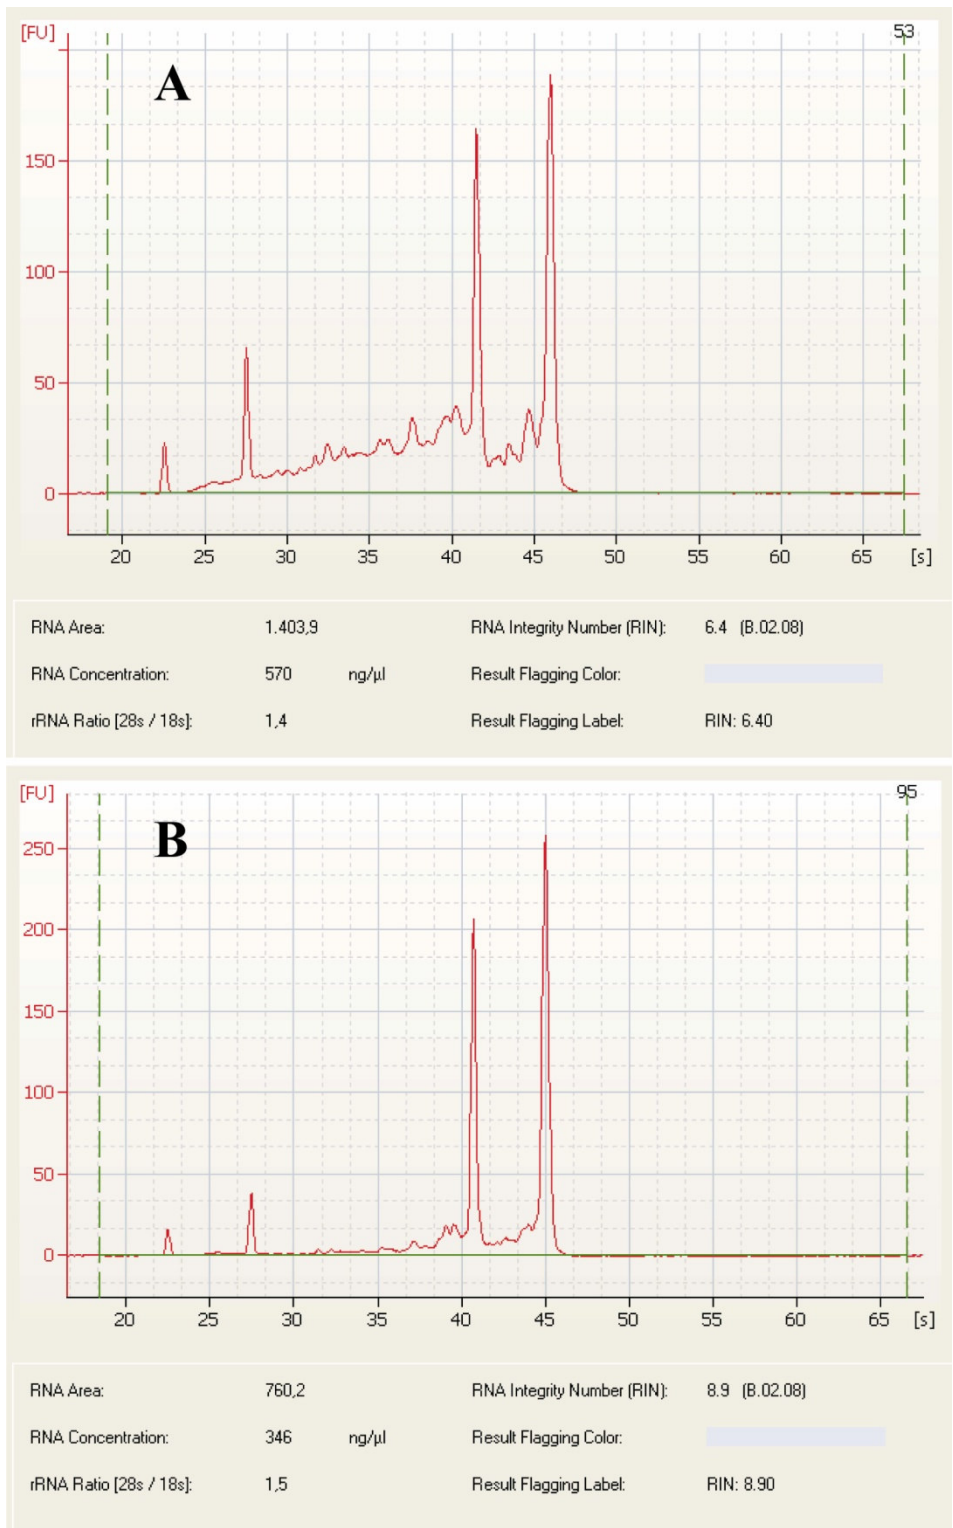 [FU]
53
A
150
100
50
0
20 25 30 35 40 45 50 55 60 65 [s]
RNA Area: 1.403,9 RNA Integrity Number (RIN): 6.4 (B.02.08)
RNA Concentration: 570 ng/µl Result Flagging Color:
rRNA Ratio [28s / 18s]: 1,4 Result Flagging Label: RIN: 6.40
[FU]
95
B
250
200
150
100
50
0
20 25 30 35 40 45 50 55 60 65 [s]
RNA Area: 760,2 RNA Integrity Number (RIN): 8.9 (B.02.08)
RNA Concentration: 346 ng/µl Result Flagging Color:
rRNA Ratio [28s / 18s]: 1,5 Result Flagging Label: RIN: 8.90